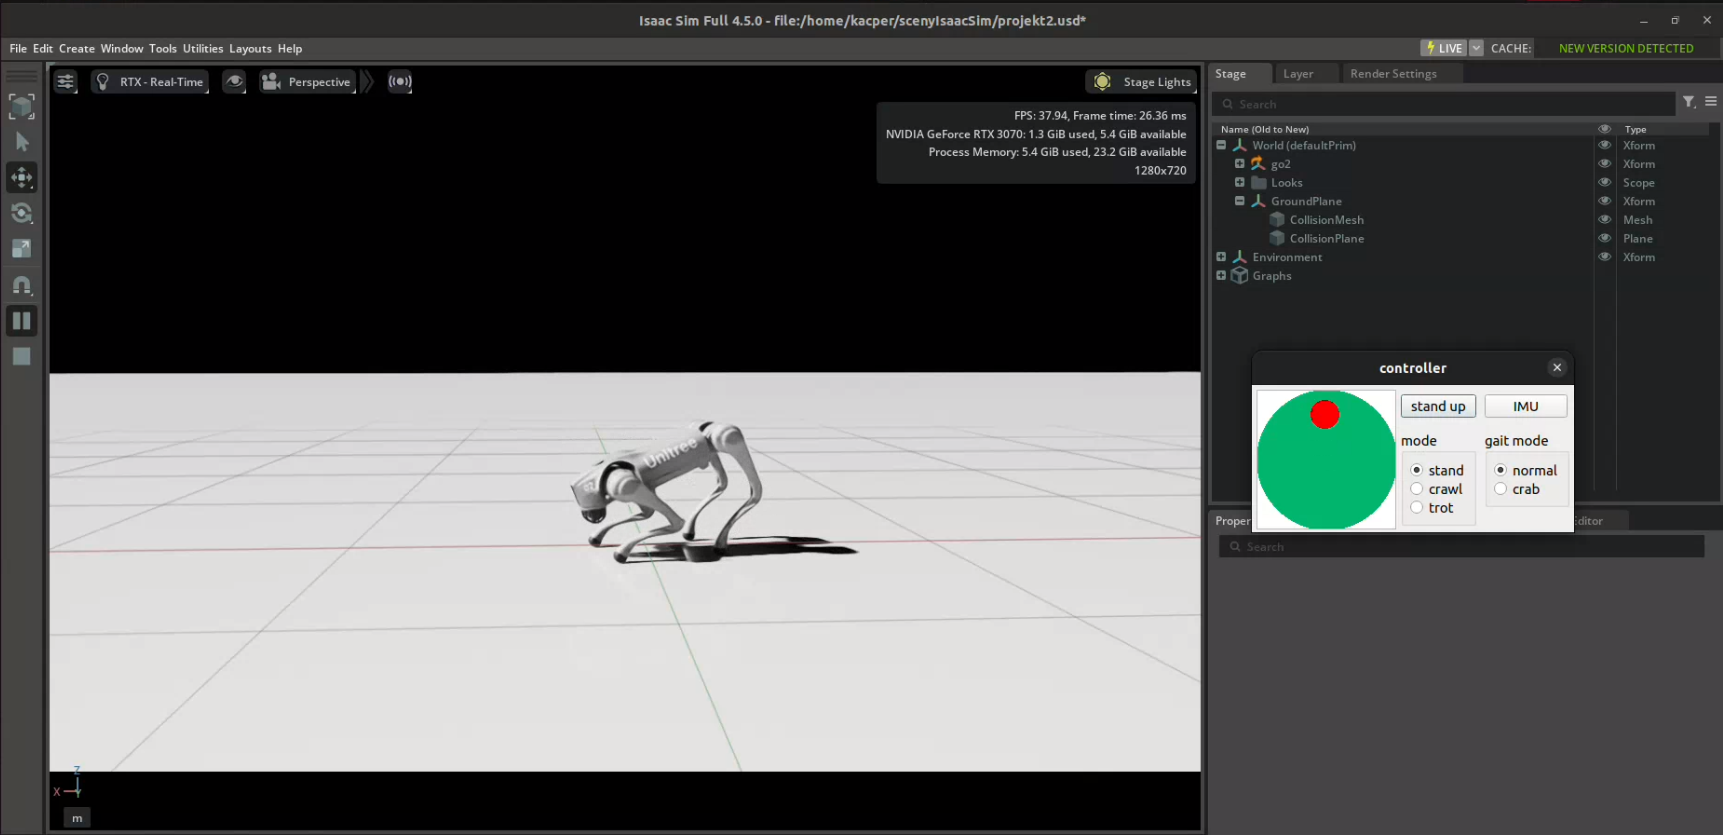 Isaac Sim Full 4.5.0 - file:/home/kacper/scenyIsaacSim/projekt2.usd*
File Edit Create Window Tools Utilities Layouts Help
LIVE CACHE: NEW VERSION DETECTED
RTX - Real-Time
Perspective
Stage Lights
FPS: 37.94, Frame time: 26.36 ms
NVIDIA GeForce RTX 3070: 1.3 GiB used, 5.4 GiB available
Process Memory: 5.4 GiB used, 23.2 GiB available
1280x720
Unitree
Z
X
Y
m
Stage Layer Render Settings
Search
Name (Old to New) Type
World (defaultPrim) Xform
go2 Xform
Looks Scope
GroundPlane Xform
CollisionMesh Mesh
CollisionPlane Plane
Environment Xform
Graphs
controller
stand up IMU
mode gait mode
stand normal
crawl crab
trot
Proper Editor
Search